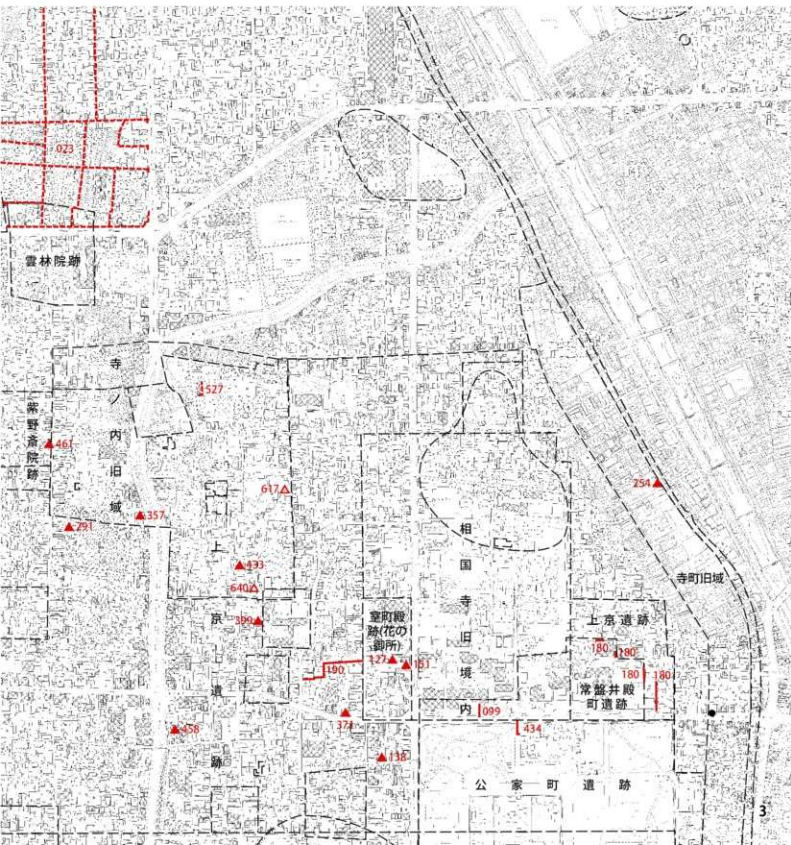 023
雲林院跡
寺ノ内旧域
527
紫野斎院跡
461
617
254
357
291
相国寺旧境内
433
寺町旧域
640
上京遺跡
399
室町殿
跡(花の
御所)
上京遺跡
180
180
127
151
190
180
180
常盤井殿
町遺跡
099
371
458
434
138
公家町遺跡
3